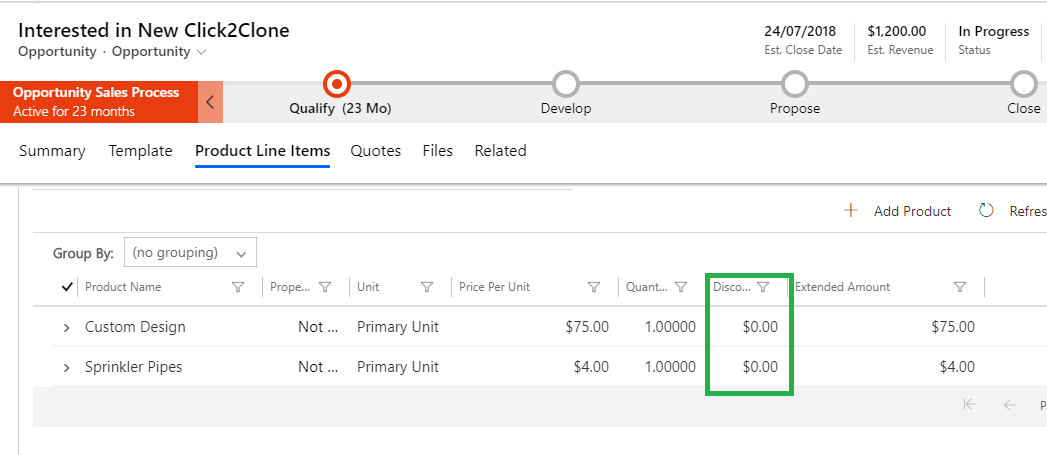 Interested in New Click2Clone
Opportunity · Opportunity
24/07/2018
Est. Close Date
$1,200.00
Est. Revenue
In Progress
Status
Opportunity Sales Process
Active for 23 months
Qualify (23 Mo)
Develop
Propose
Close
Summary Template Product Line Items Quotes Files Related
Add Product Refres
Group By: (no grouping)
Product Name Prope... Unit Price Per Unit Quant... Disco... Extended Amount
Custom Design Not ... Primary Unit $75.00 1.00000 $0.00 $75.00
Sprinkler Pipes Not ... Primary Unit $4.00 1.00000 $0.00 $4.00
P